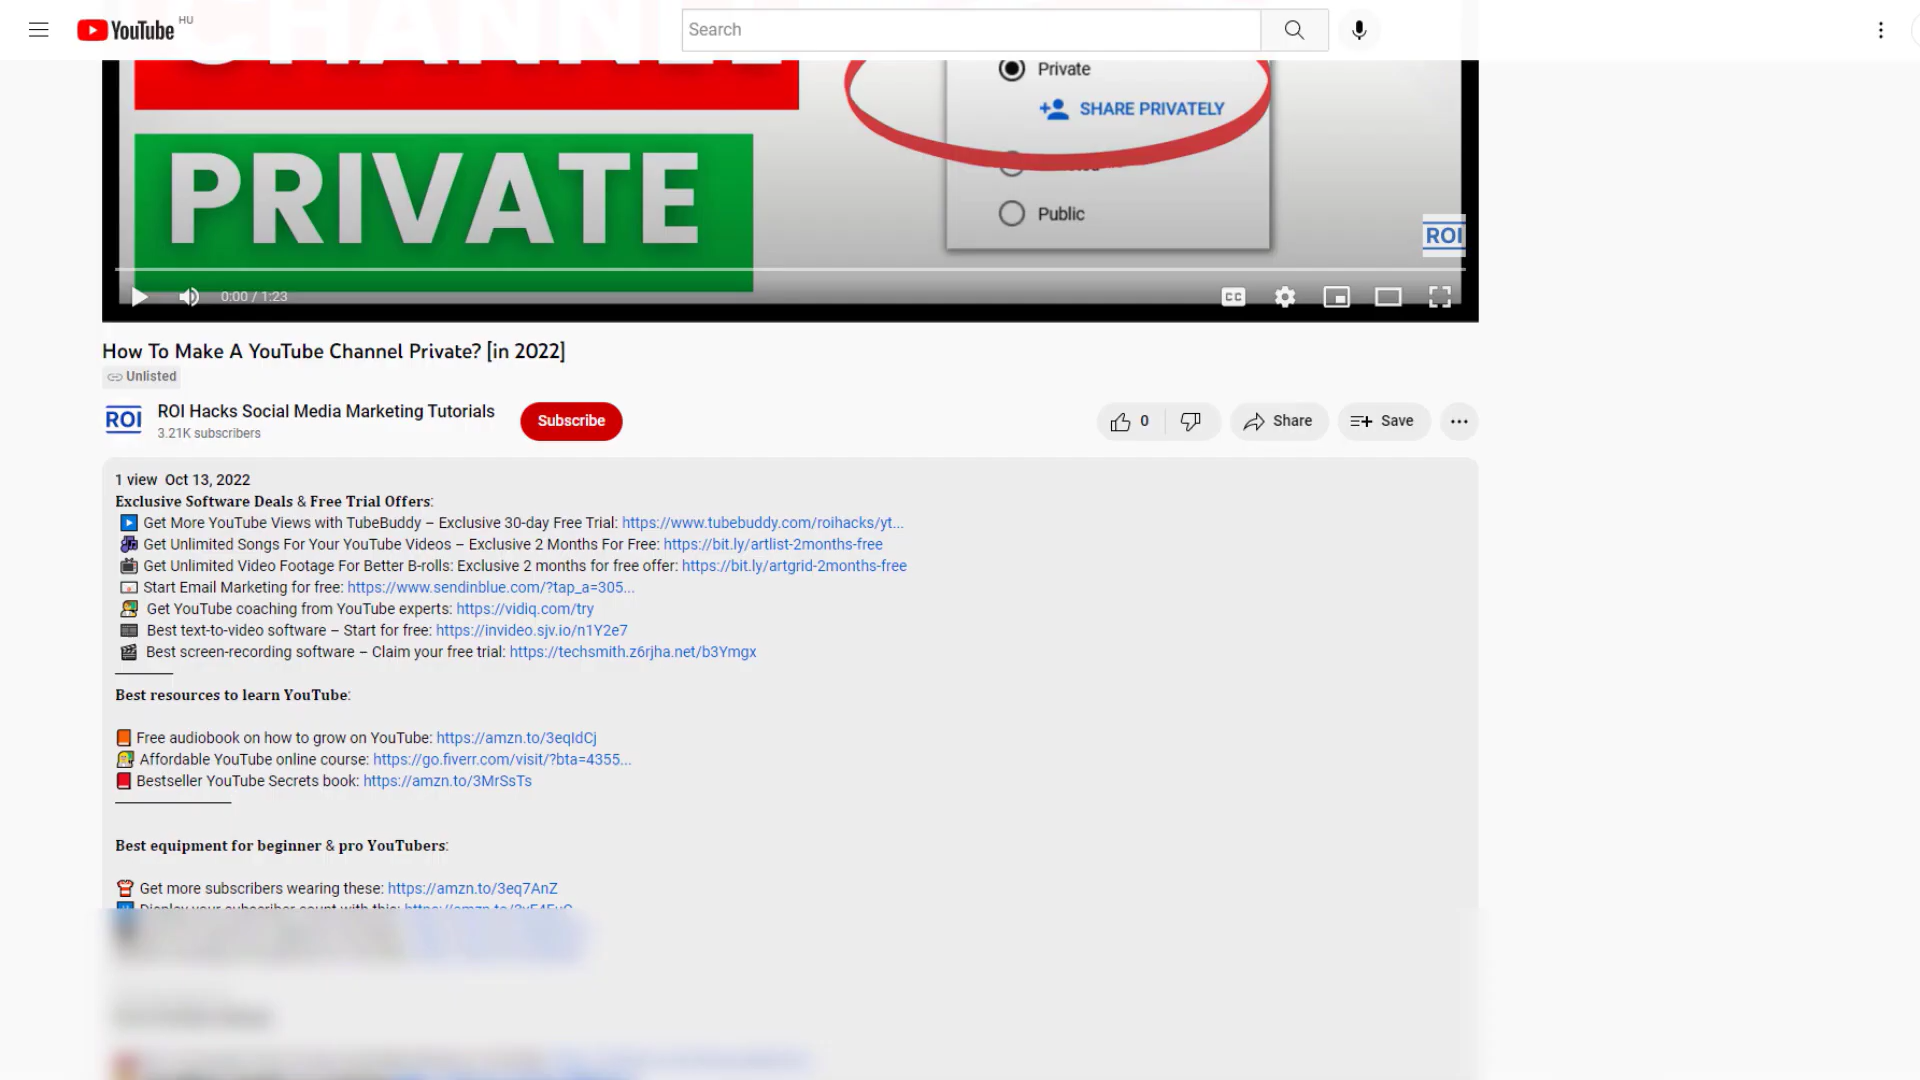 YouTube HU
Search
CHANNEL
Private
SHARE PRIVATELY
PRIVATE
Public
ROI
0:00 / 1:23
CC
How To Make A YouTube Channel Private? [in 2022]
Unlisted
ROI
ROI Hacks Social Media Marketing Tutorials
3.21K subscribers
Subscribe
0
Share
Save
1 view Oct 13, 2022
Exclusive Software Deals & Free Trial Offers:
Get More YouTube Views with TubeBuddy – Exclusive 30-day Free Trial: https://www.tubebuddy.com/roihacks/yt...
Get Unlimited Songs For Your YouTube Videos – Exclusive 2 Months For Free: https://bit.ly/artlist-2months-free
Get Unlimited Video Footage For Better B-rolls: Exclusive 2 months for free offer: https://bit.ly/artgrid-2months-free
Start Email Marketing for free: https://www.sendinblue.com/?tap_a=305...
Get YouTube coaching from YouTube experts: https://vidiq.com/try
Best text-to-video software – Start for free: https://invideo.sjv.io/n1Y2e7
Best screen-recording software – Claim your free trial: https://techsmith.z6rjha.net/b3Ymgx
Best resources to learn YouTube:
Free audiobook on how to grow on YouTube: https://amzn.to/3eqIdCj
Affordable YouTube online course: https://go.fiverr.com/visit/?bta=4355...
Bestseller YouTube Secrets book: https://amzn.to/3MrSsTs
Best equipment for beginner & pro YouTubers:
Get more subscribers wearing these: https://amzn.to/3eq7AnZ
Display your subscriber count with this: